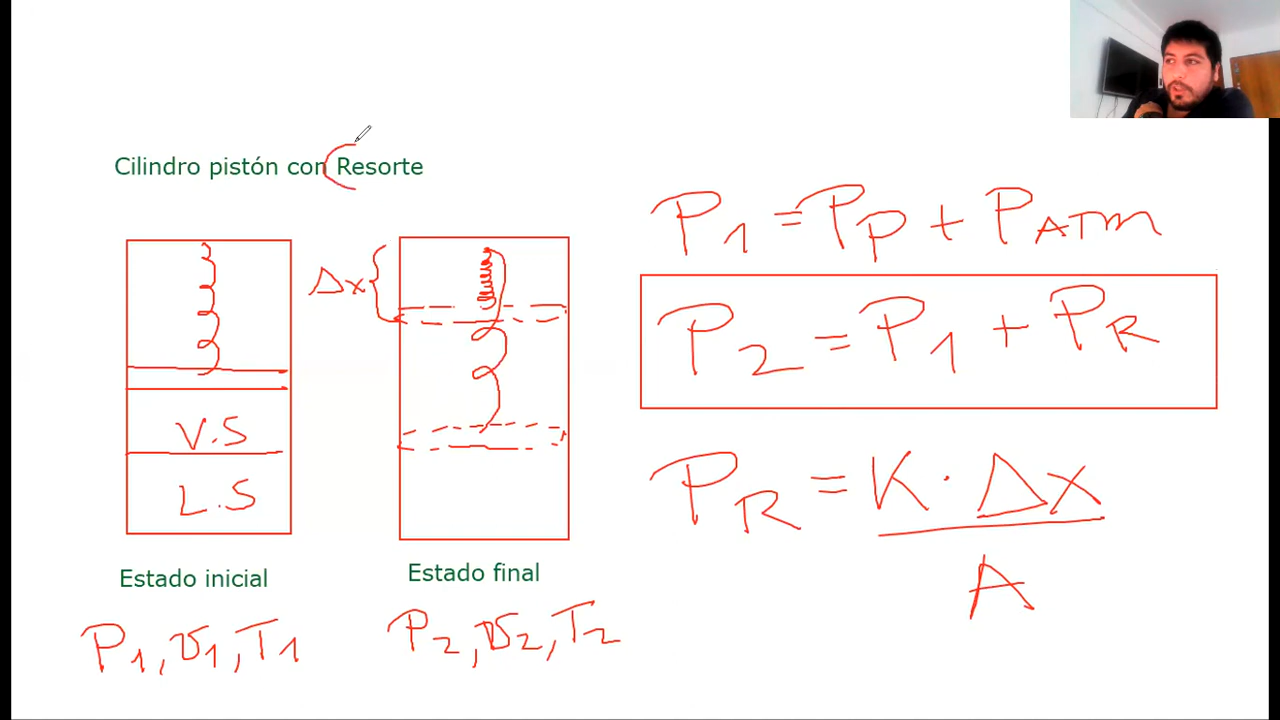 Cilindro pistón con Resorte
V.S
L.S
Estado inicial
P1, v1, T1
Δx
Estado final
P2, v2, T2
P1 = PP + PATM
P2 = P1 + PR
PR = K · Δx
A